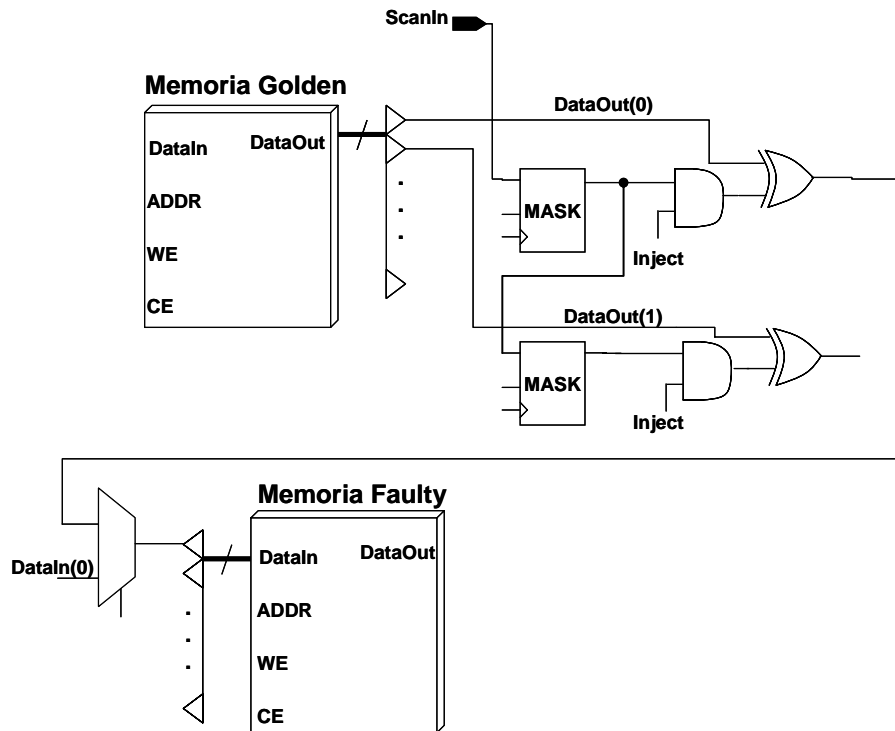 ScanIn
Memoria Golden
DataOut(0)
DataIn
DataOut
ADDR
MASK
WE
Inject
CE
DataOut(1)
MASK
Inject
Memoria Faulty
DataIn
DataOut
DataIn(0)
ADDR
WE
CE